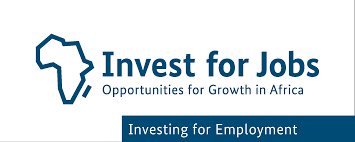 Invest for Jobs
Opportunities for Growth in Africa
Investing for Employment